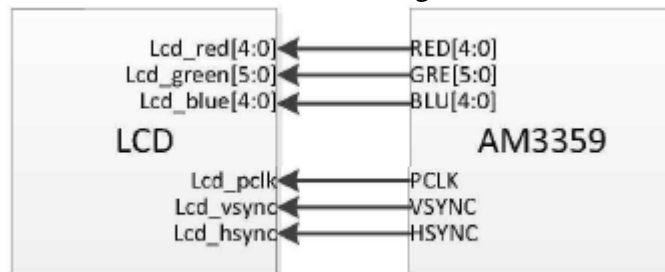 Lcd_red[4:0] RED[4:0]
Lcd_green[5:0] GRE[5:0]
Lcd_blue[4:0] BLU[4:0]
LCD AM3359
Lcd_pclk PCLK
Lcd_vsync VSYNC
Lcd_hsync HSYNC